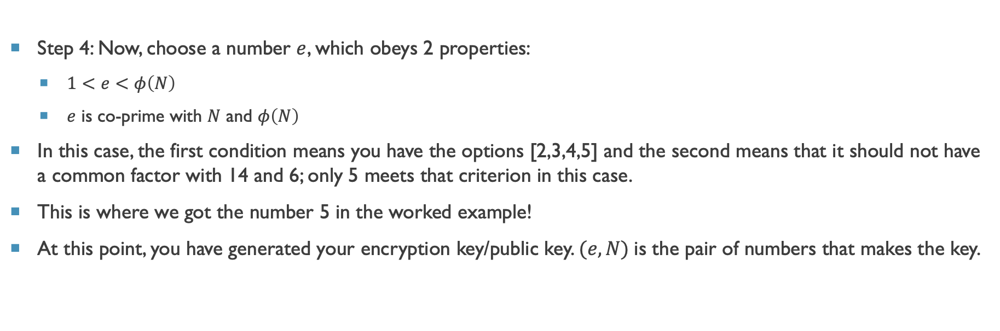 Step 4: Now, choose a number e, which obeys 2 properties:
1 < e < ϕ(N)
e is co-prime with N and ϕ(N)
In this case, the first condition means you have the options [2,3,4,5] and the second means that it should not have
a common factor with 14 and 6; only 5 meets that criterion in this case.
This is where we got the number 5 in the worked example!
At this point, you have generated your encryption key/public key. (e, N) is the pair of numbers that makes the key.